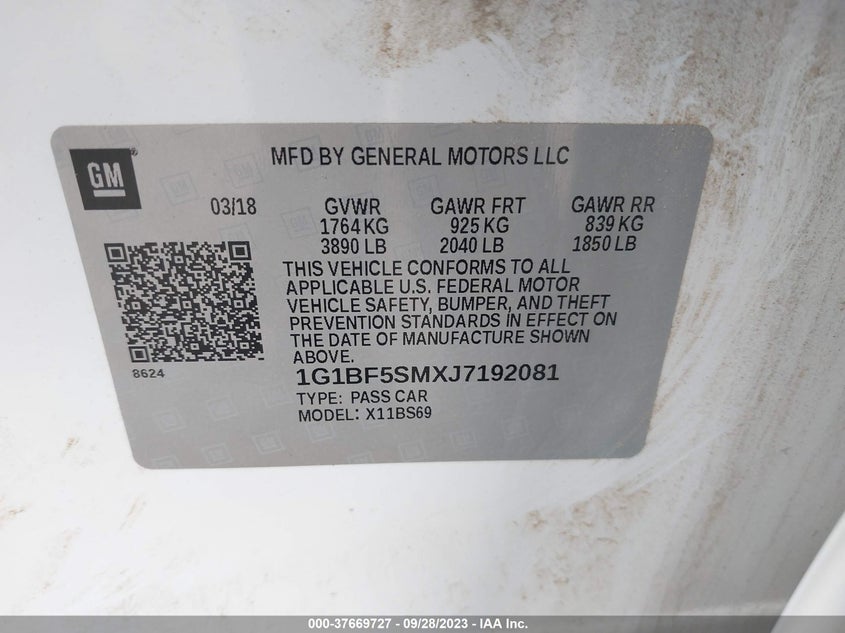 GM
MFD BY GENERAL MOTORS LLC
03/18 GVWR GAWR FRT GAWR RR
1764 KG 925 KG 839 KG
3890 LB 2040 LB 1850 LB
THIS VEHICLE CONFORMS TO ALL
APPLICABLE U.S. FEDERAL MOTOR
VEHICLE SAFETY, BUMPER, AND THEFT
PREVENTION STANDARDS IN EFFECT ON
THE DATE OF MANUFACTURE SHOWN
ABOVE.
8624
1G1BF5SMXJ7192081
TYPE: PASS CAR
MODEL: X11BS69
000-37669727 - 09/28/2023 - IAA Inc.